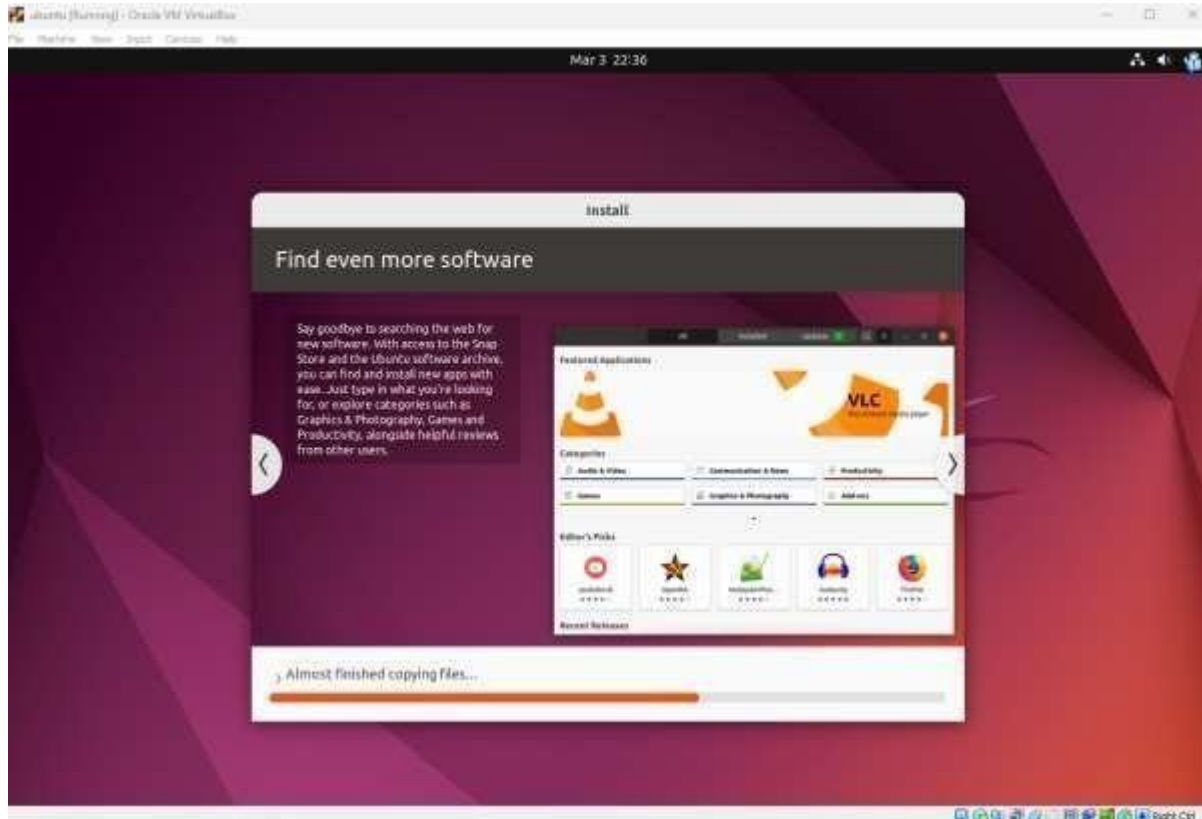 ubuntu [Running] - Oracle VM VirtualBox
File Machine View Input Devices Help
Mar 3 22:36
Install
Find even more software
Say goodbye to searching the web for
new software. With access to the Snap
Store and the Ubuntu software archive,
you can find and install new apps with
ease. Just type in what you're looking
for, or explore categories such as
Graphics & Photography, Games and
Productivity, alongside helpful reviews
from other users.
All Installed Updates
Featured Applications
VLC
Categories
Audio & Video Communication & News Productivity
Games Graphics & Photography Add-ons
Editor's Picks
Audacity Firefox
Recent Releases
Almost finished copying files...
Right Ctrl